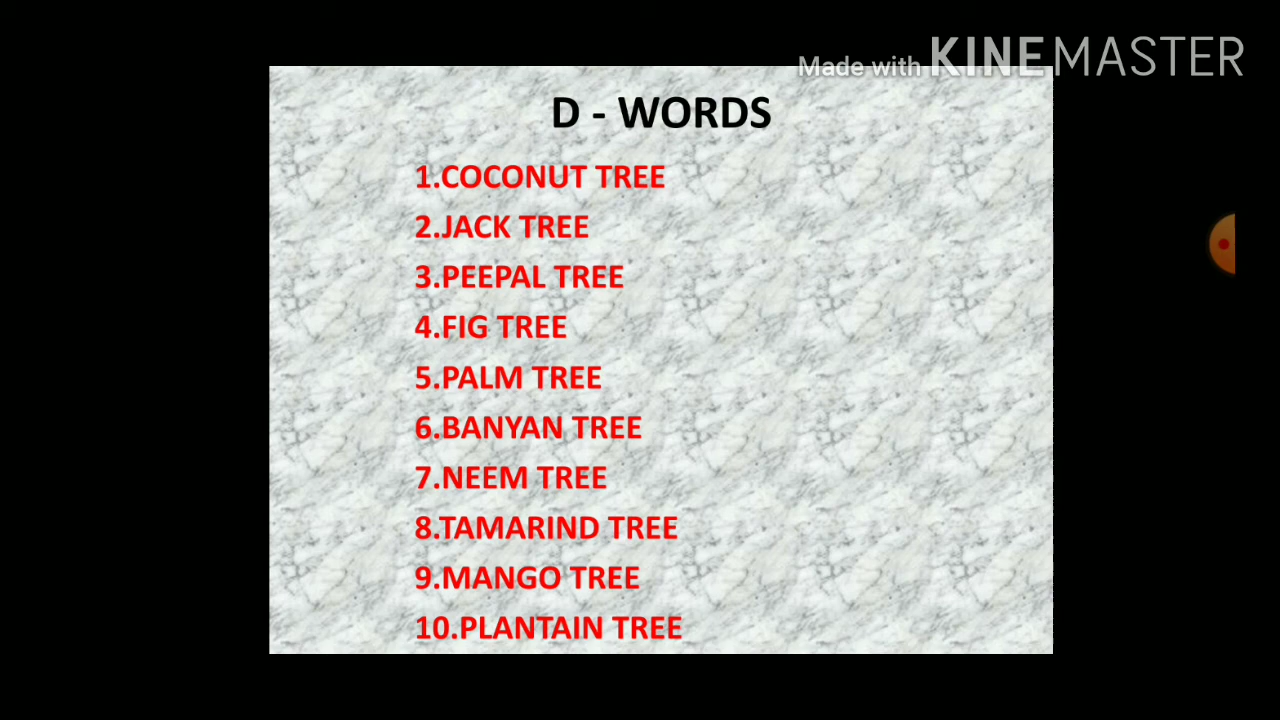 Made with KINEMASTER
D - WORDS
1.COCONUT TREE
2.JACK TREE
3.PEEPAL TREE
4.FIG TREE
5.PALM TREE
6.BANYAN TREE
7.NEEM TREE
8.TAMARIND TREE
9.MANGO TREE
10.PLANTAIN TREE